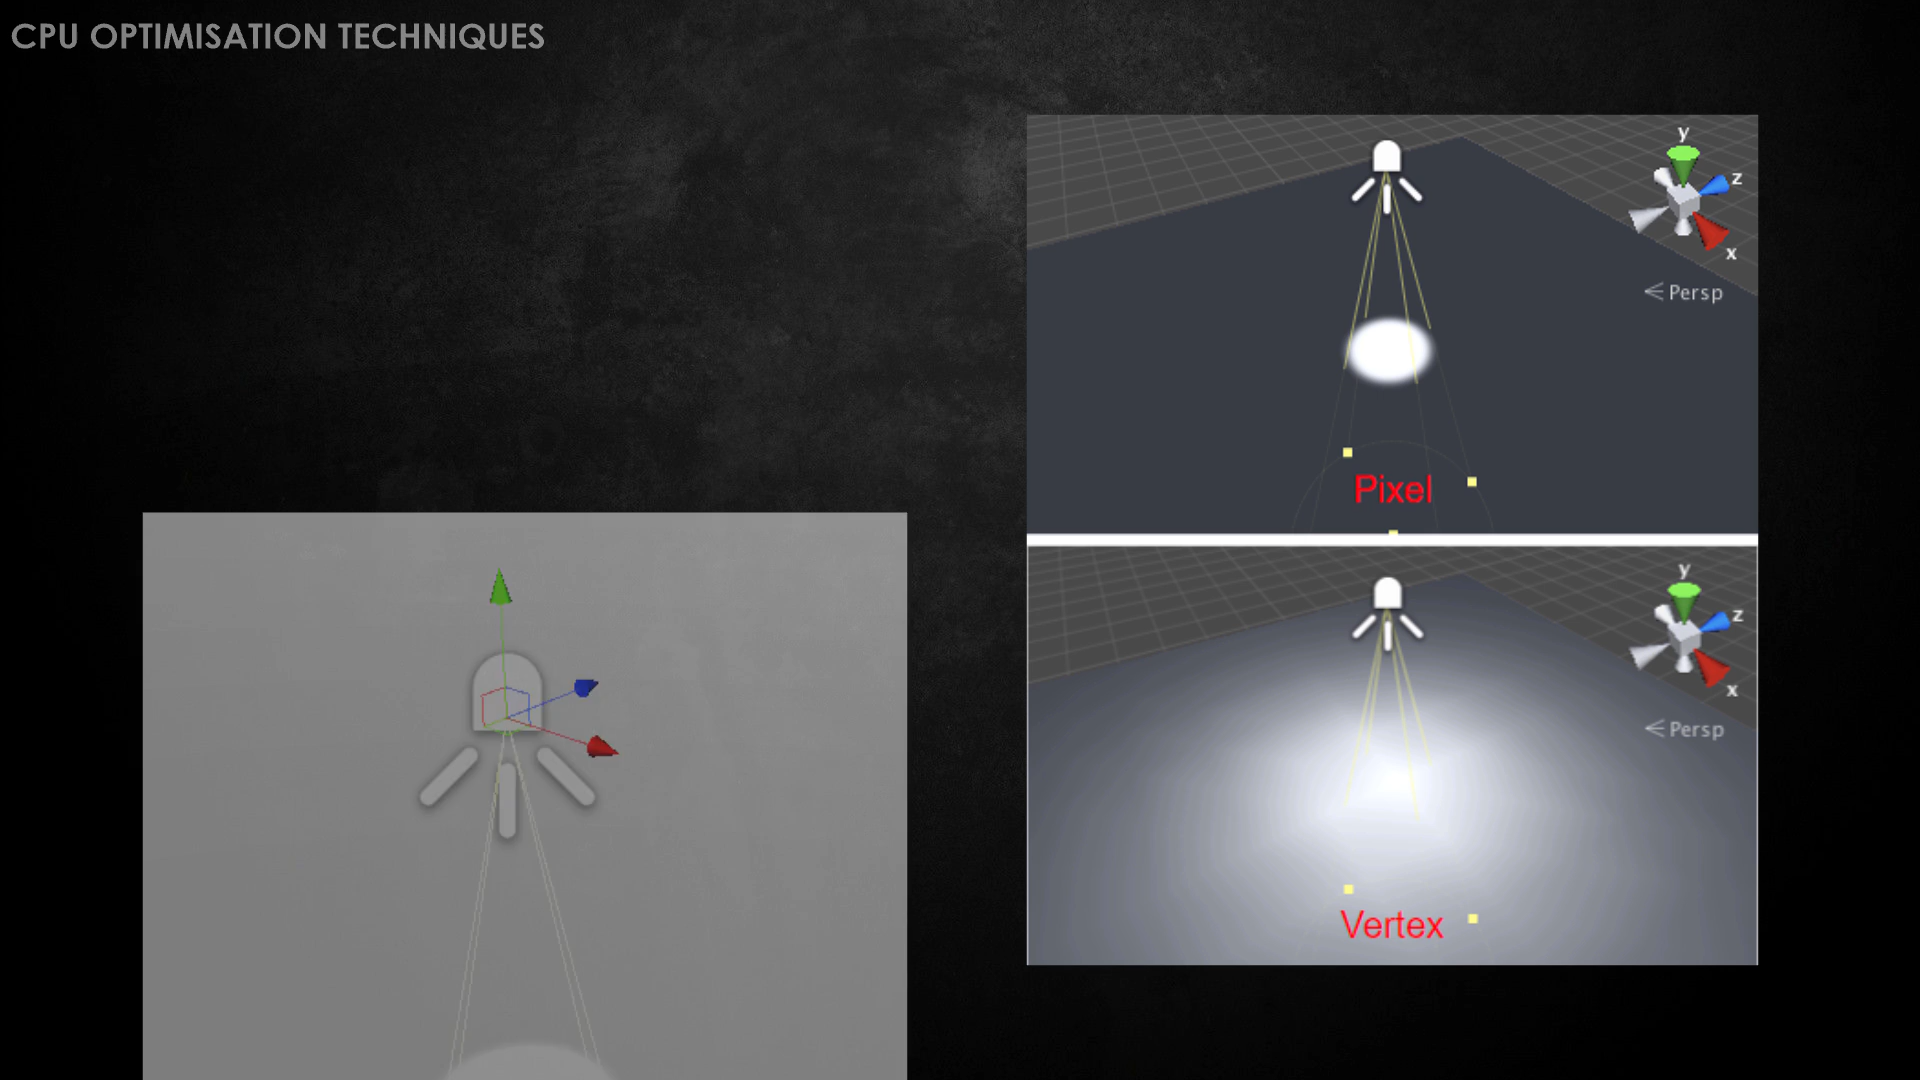 CPU OPTIMISATION TECHNIQUES
y
z
x
Persp
Pixel
y
z
x
Persp
Vertex